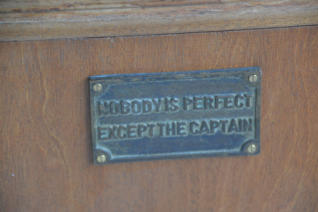 NOBODY IS PERFECT
EXCEPT THE CAPTAIN